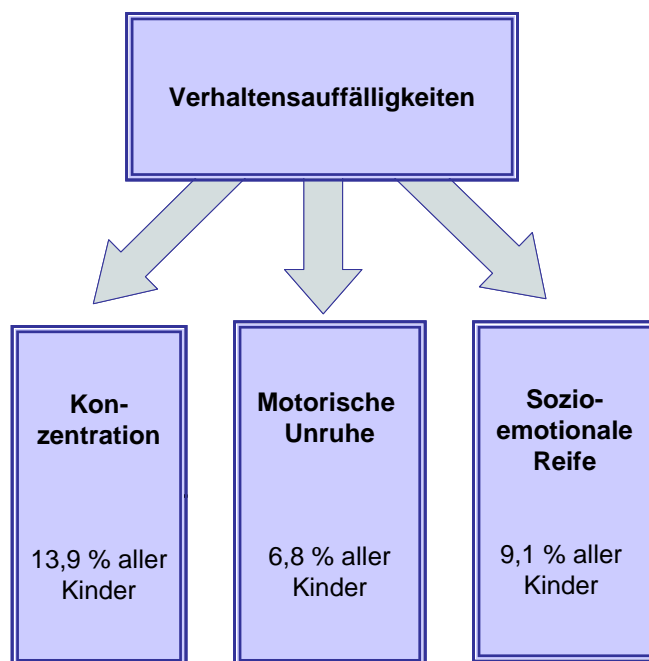 Verhaltensauffälligkeiten
Kon-
zentration
13,9 % aller
Kinder
Motorische
Unruhe
6,8 % aller
Kinder
Sozio-
emotionale
Reife
9,1 % aller
Kinder